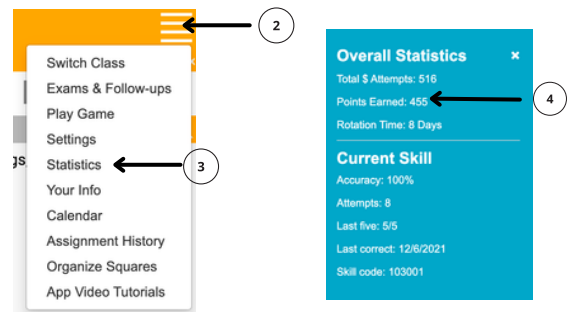 2
Switch Class
Exams & Follow-ups
Play Game
Settings
gs
Statistics
3
Your Info
Calendar
Assignment History
Organize Squares
App Video Tutorials
Overall Statistics ×
Total $ Attempts: 516
Points Earned: 455
4
Rotation Time: 8 Days
Current Skill
Accuracy: 100%
Attempts: 8
Last five: 5/5
Last correct: 12/6/2021
Skill code: 103001